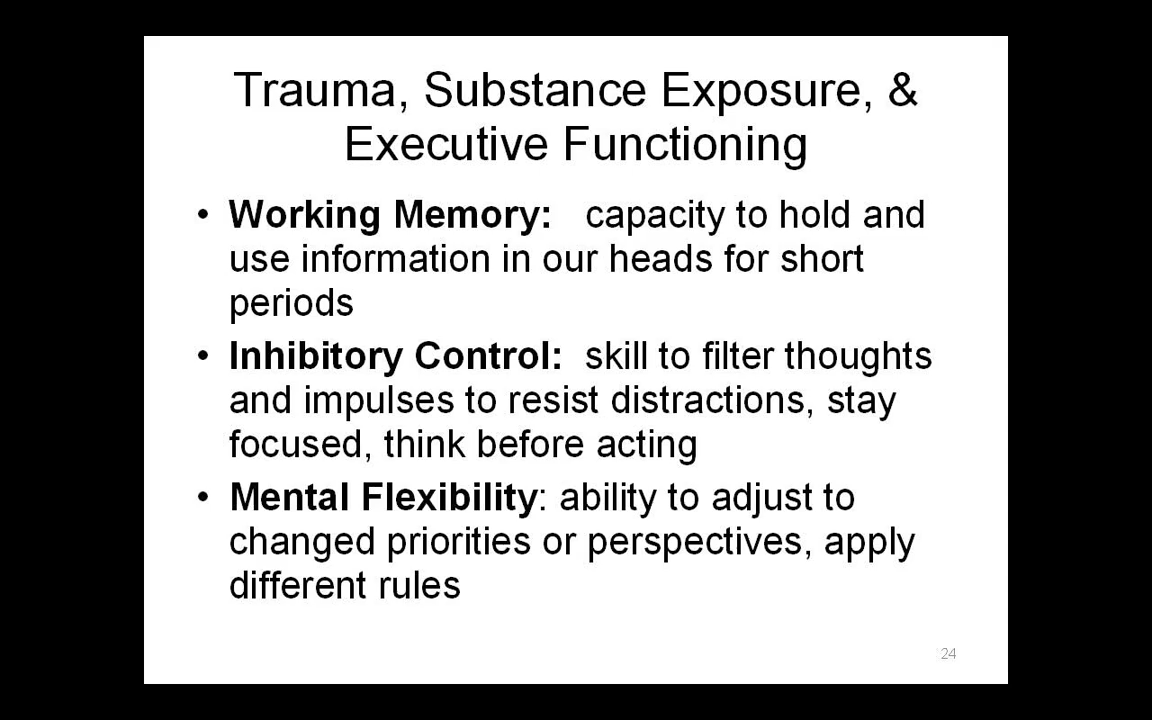 Trauma, Substance Exposure, &
Executive Functioning
• Working Memory: capacity to hold and
use information in our heads for short
periods
• Inhibitory Control: skill to filter thoughts
and impulses to resist distractions, stay
focused, think before acting
• Mental Flexibility: ability to adjust to
changed priorities or perspectives, apply
different rules
24